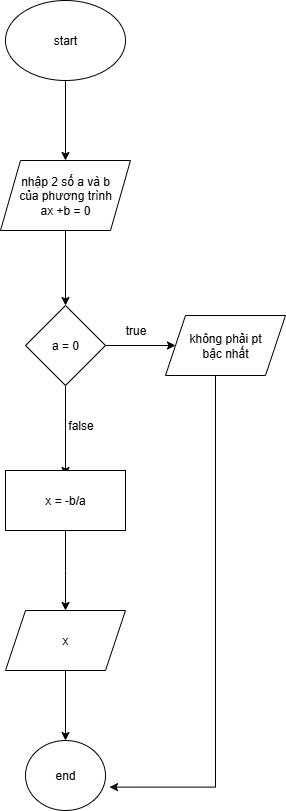 start
nhập 2 số a và b
của phương trình
ax +b = 0
a = 0
true
không phải pt
bậc nhất
false
x = -b/a
x
end